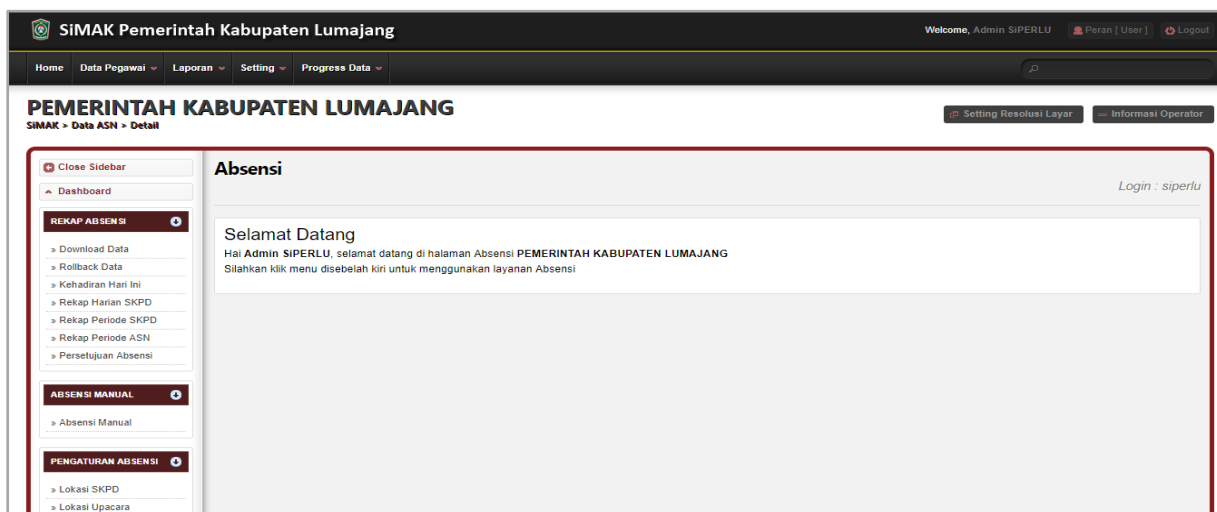 SiMAK Pemerintah Kabupaten Lumajang
Welcome, Admin SiPERLU Peran [ User ] Logout
Home Data Pegawai Laporan Setting Progress Data
PEMERINTAH KABUPATEN LUMAJANG
SiMAK > Data ASN > Detail
Setting Resolusi Layar Informasi Operator
Close Sidebar
Dashboard
REKAP ABSENSI
» Download Data
» Rollback Data
» Kehadiran Hari Ini
» Rekap Harian SKPD
» Rekap Periode SKPD
» Rekap Periode ASN
» Persetujuan Absensi
ABSENSI MANUAL
» Absensi Manual
PENGATURAN ABSENSI
» Lokasi SKPD
» Lokasi Upacara
Absensi
Login : siperlu
Selamat Datang
Hai Admin SiPERLU, selamat datang di halaman Absensi PEMERINTAH KABUPATEN LUMAJANG
Silahkan klik menu disebelah kiri untuk menggunakan layanan Absensi